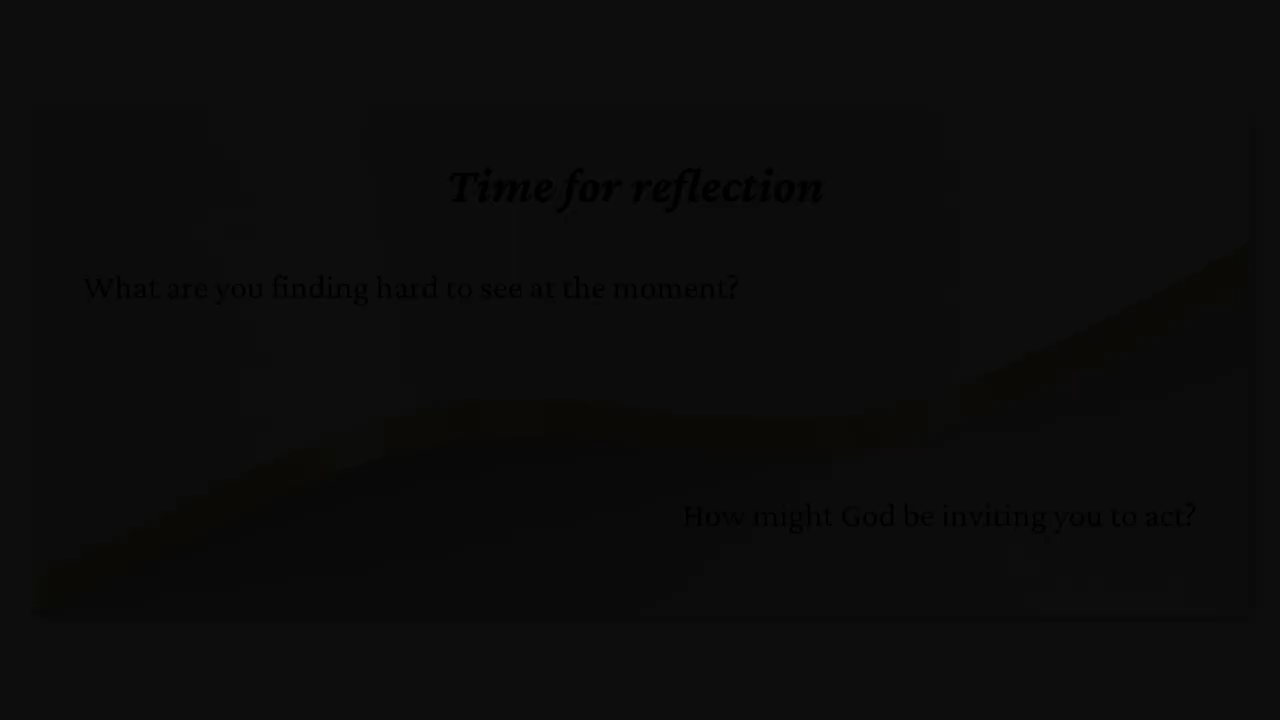 Time for reflection
What are you finding hard to see at the moment?
How might God be inviting you to act?